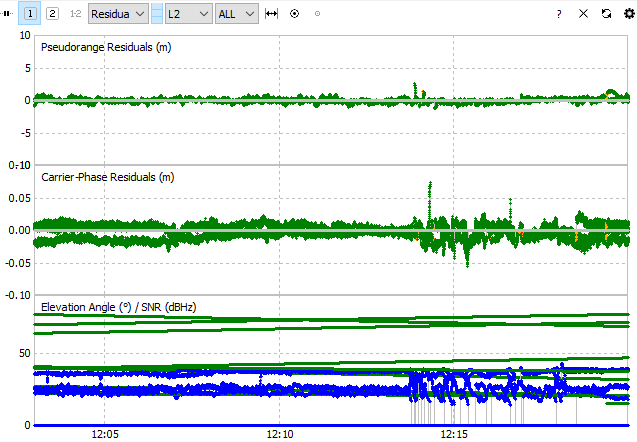 1 2 1-2 Residua L2 ALL ?
10
Pseudorange Residuals (m)
5
0
-5
-10
0.10
Carrier-Phase Residuals (m)
0.05
0.00
-0.05
-0.10
Elevation Angle (°) / SNR (dBHz)
50
0
12:05 12:10 12:15